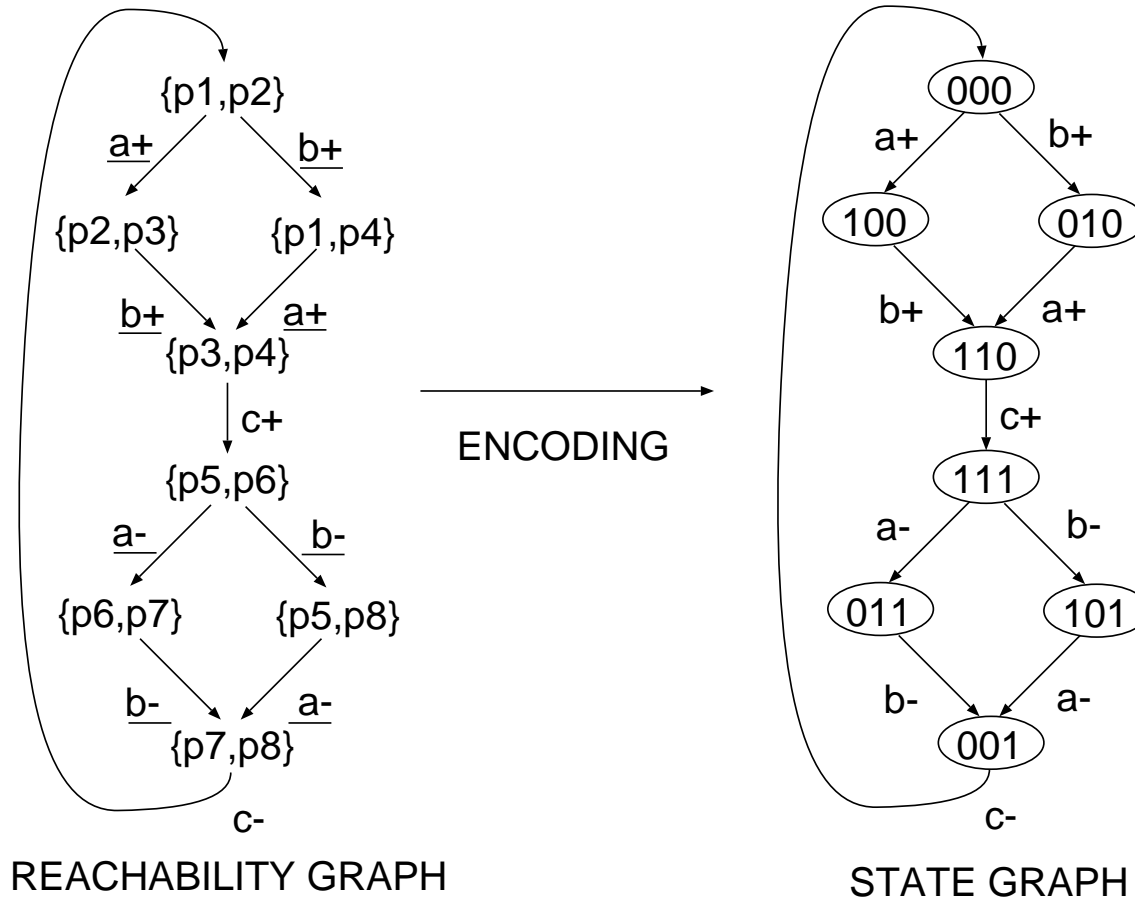 {p1,p2}
a+
b+
{p2,p3}
{p1,p4}
b+
a+
{p3,p4}
c+
{p5,p6}
a-
b-
{p6,p7}
{p5,p8}
b-
a-
{p7,p8}
c-
REACHABILITY GRAPH
ENCODING
000
a+
b+
100
010
b+
a+
110
c+
111
a-
b-
011
101
b-
a-
001
c-
STATE GRAPH